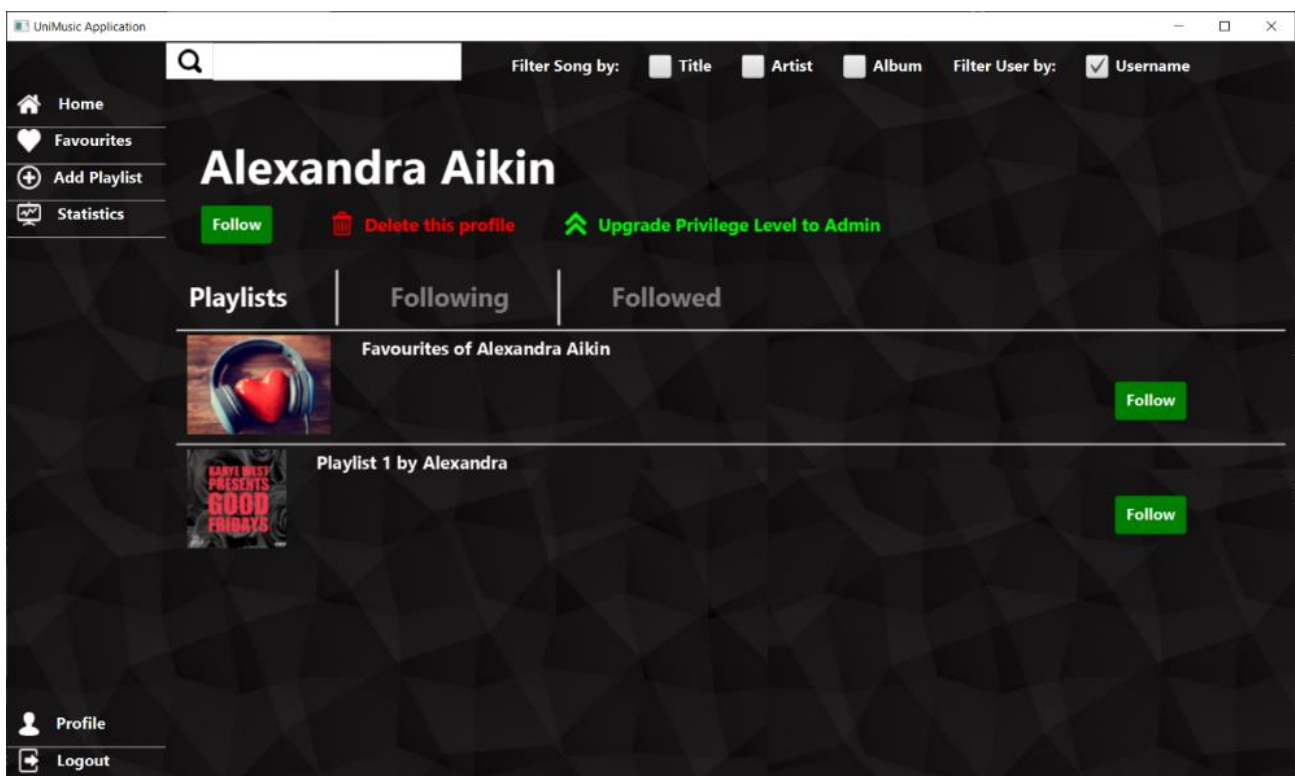 UniMusic Application
Filter Song by: Title Artist Album Filter User by: Username
Home
Favourites
Add Playlist
Statistics
Alexandra Aikin
Follow Delete this profile Upgrade Privilege Level to Admin
Playlists Following Followed
Favourites of Alexandra Aikin
Follow
KANYE WEST
PRESENTS
GOOD
FRIDAYS
Playlist 1 by Alexandra
Follow
Profile
Logout